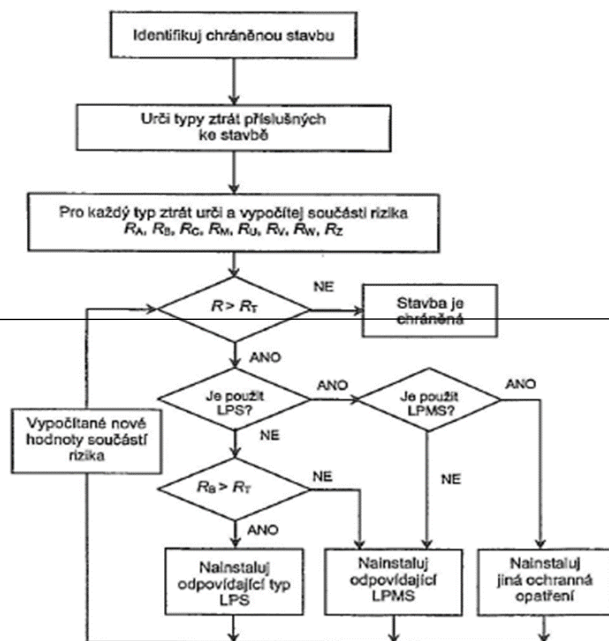 Identifikuj chráněnou stavbu
Urči typy ztrát příslušných
ke stavbě
Pro každý typ ztrát urči a vypočítej součásti rizika
RA, RB, RC, RM, RU, RV, RW, RZ
R > RT
NE
Stavba je
chráněná
ANO
Je použit
LPS?
ANO
Je použit
LPMS?
ANO
Vypočítané nové
hodnoty součástí
rizika
NE
RB > RT
NE
NE
ANO
Nainstaluj
odpovídající typ
LPS
Nainstaluj
odpovídající
LPMS
Nainstaluj
jiná ochranná
opatření